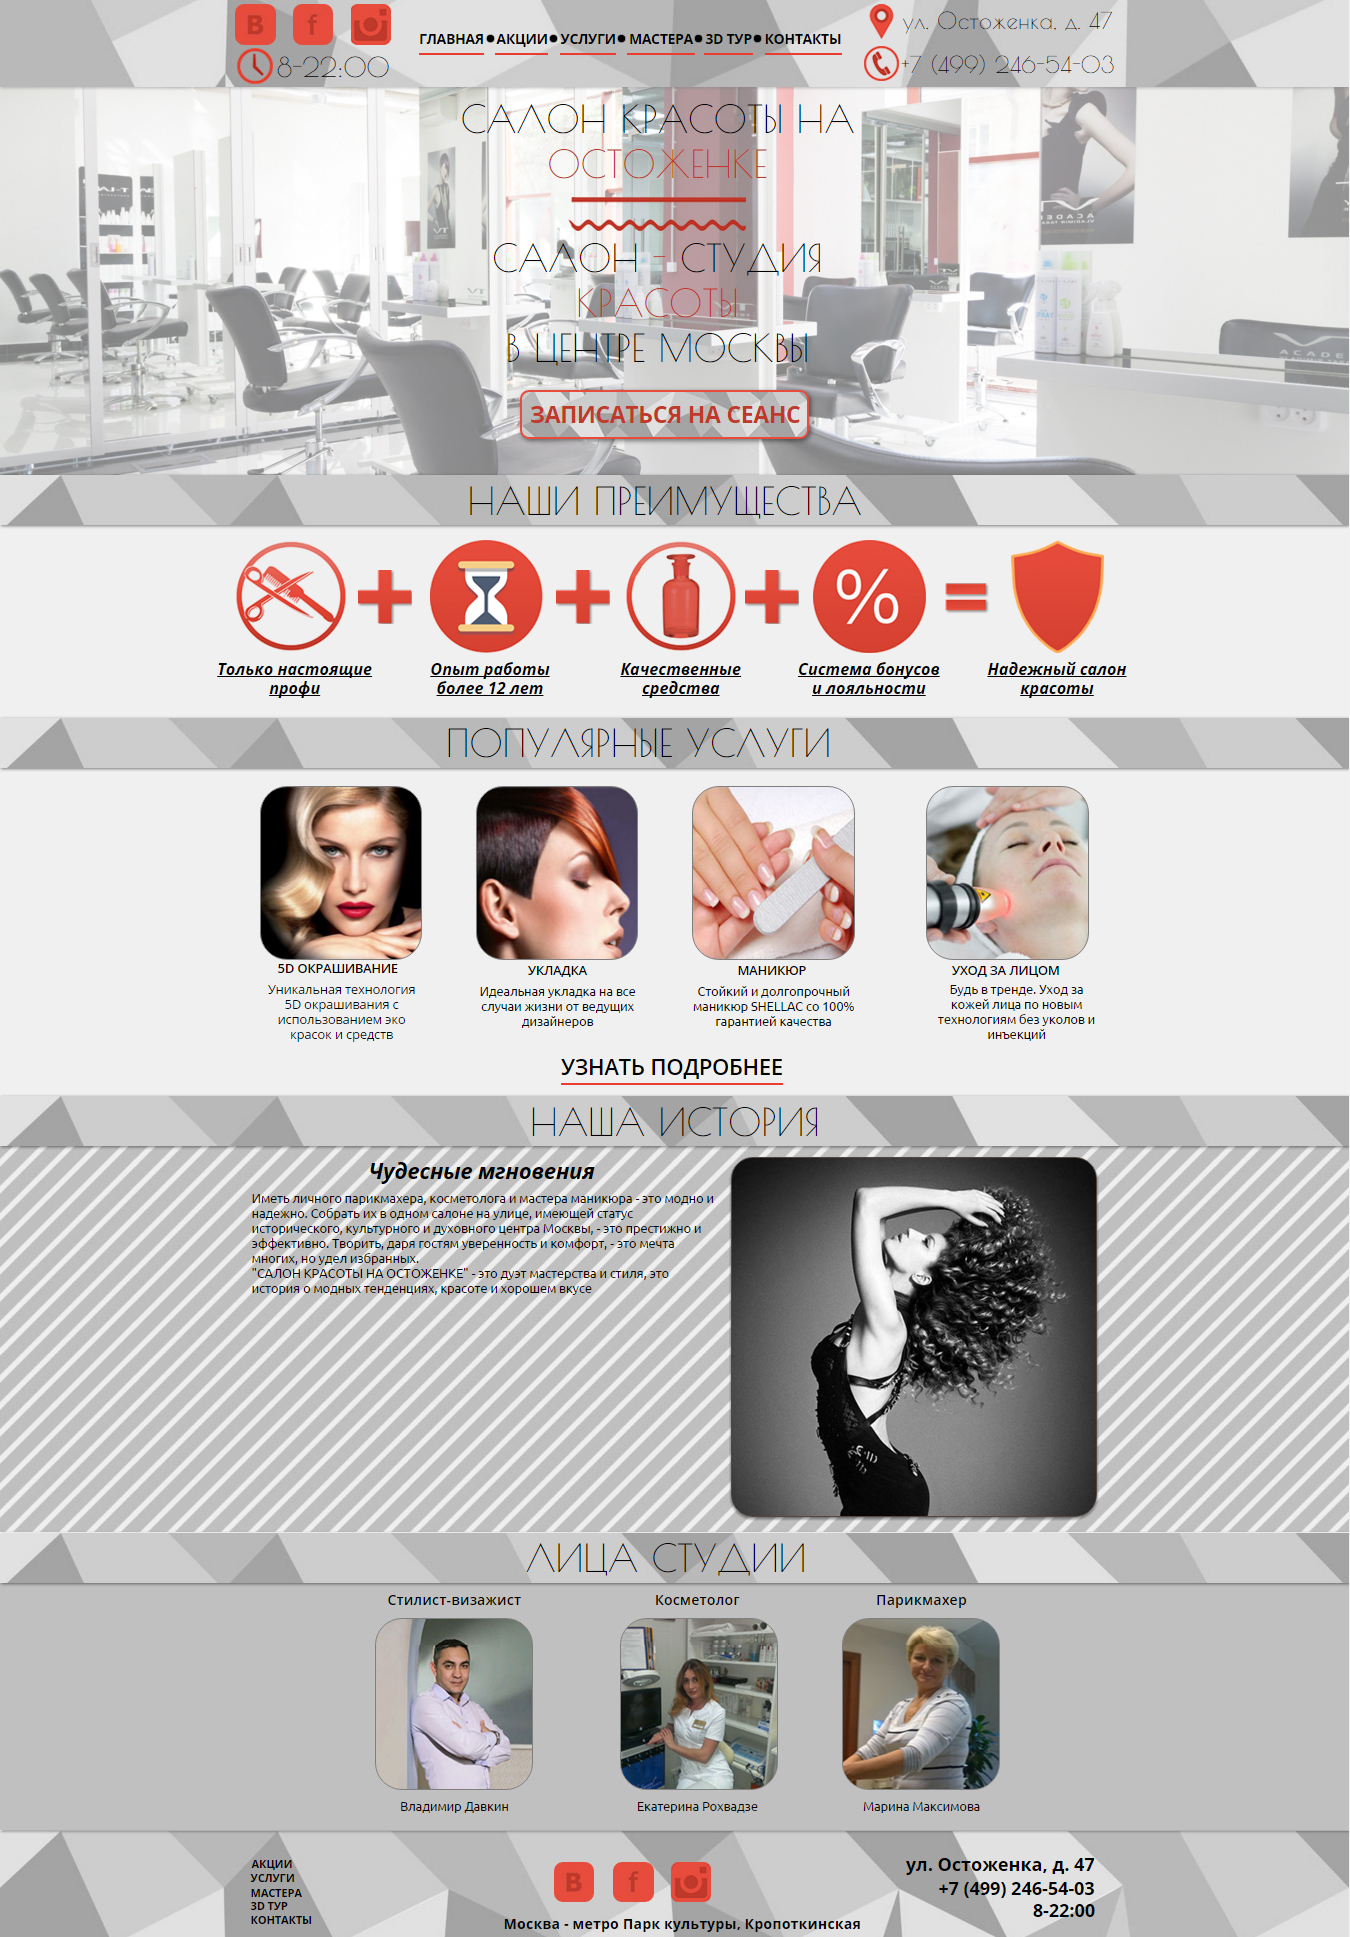 ул. Остоженка, д. 47
ГЛАВНАЯ • АКЦИИ • УСЛУГИ • МАСТЕРА • 3D ТУР • КОНТАКТЫ
8-22:00
+7 (499) 246-54-03
САЛОН КРАСОТЫ НА
ОСТОЖЕНКЕ
САЛОН - СТУДИЯ
КРАСОТЫ
В ЦЕНТРЕ МОСКВЫ
ЗАПИСАТЬСЯ НА СЕАНС
НАШИ ПРЕИМУЩЕСТВА
%
Только настоящие
профи
Опыт работы
более 12 лет
Качественные
средства
Система бонусов
и лояльности
Надежный салон
красоты
ПОПУЛЯРНЫЕ УСЛУГИ
5D ОКРАШИВАНИЕ
Уникальная технология
5D окрашивания с
использованием эко
красок и средств
УКЛАДКА
Идеальная укладка на все
случаи жизни от ведущих
дизайнеров
МАНИКЮР
Стойкий и долгопрочный
маникюр SHELLAC со 100%
гарантией качества
УХОД ЗА ЛИЦОМ
Будь в тренде. Уход за
кожей лица по новым
технологиям без уколов и
инъекций
УЗНАТЬ ПОДРОБНЕЕ
НАША ИСТОРИЯ
Чудесные мгновения
Иметь личного парикмахера, косметолога и мастера маникюра - это модно и
надежно. Собрать их в одном салоне на улице, имеющей статус
исторического, культурного и духовного центра Москвы, - это престижно и
эффективно. Творить, даря гостям уверенность и комфорт, - это мечта
многих, но удел избранных.
"САЛОН КРАСОТЫ НА ОСТОЖЕНКЕ" - это дуэт мастерства и стиля, это
история о модных тенденциях, красоте и хорошем вкусе
ЛИЦА СТУДИИ
Стилист-визажист
Косметолог
Парикмахер
Владимир Давкин
Екатерина Рохвадзе
Марина Максимова
АКЦИИ
УСЛУГИ
МАСТЕРА
3D ТУР
КОНТАКТЫ
Москва - метро Парк культуры, Кропоткинская
ул. Остоженка, д. 47
+7 (499) 246-54-03
8-22:00